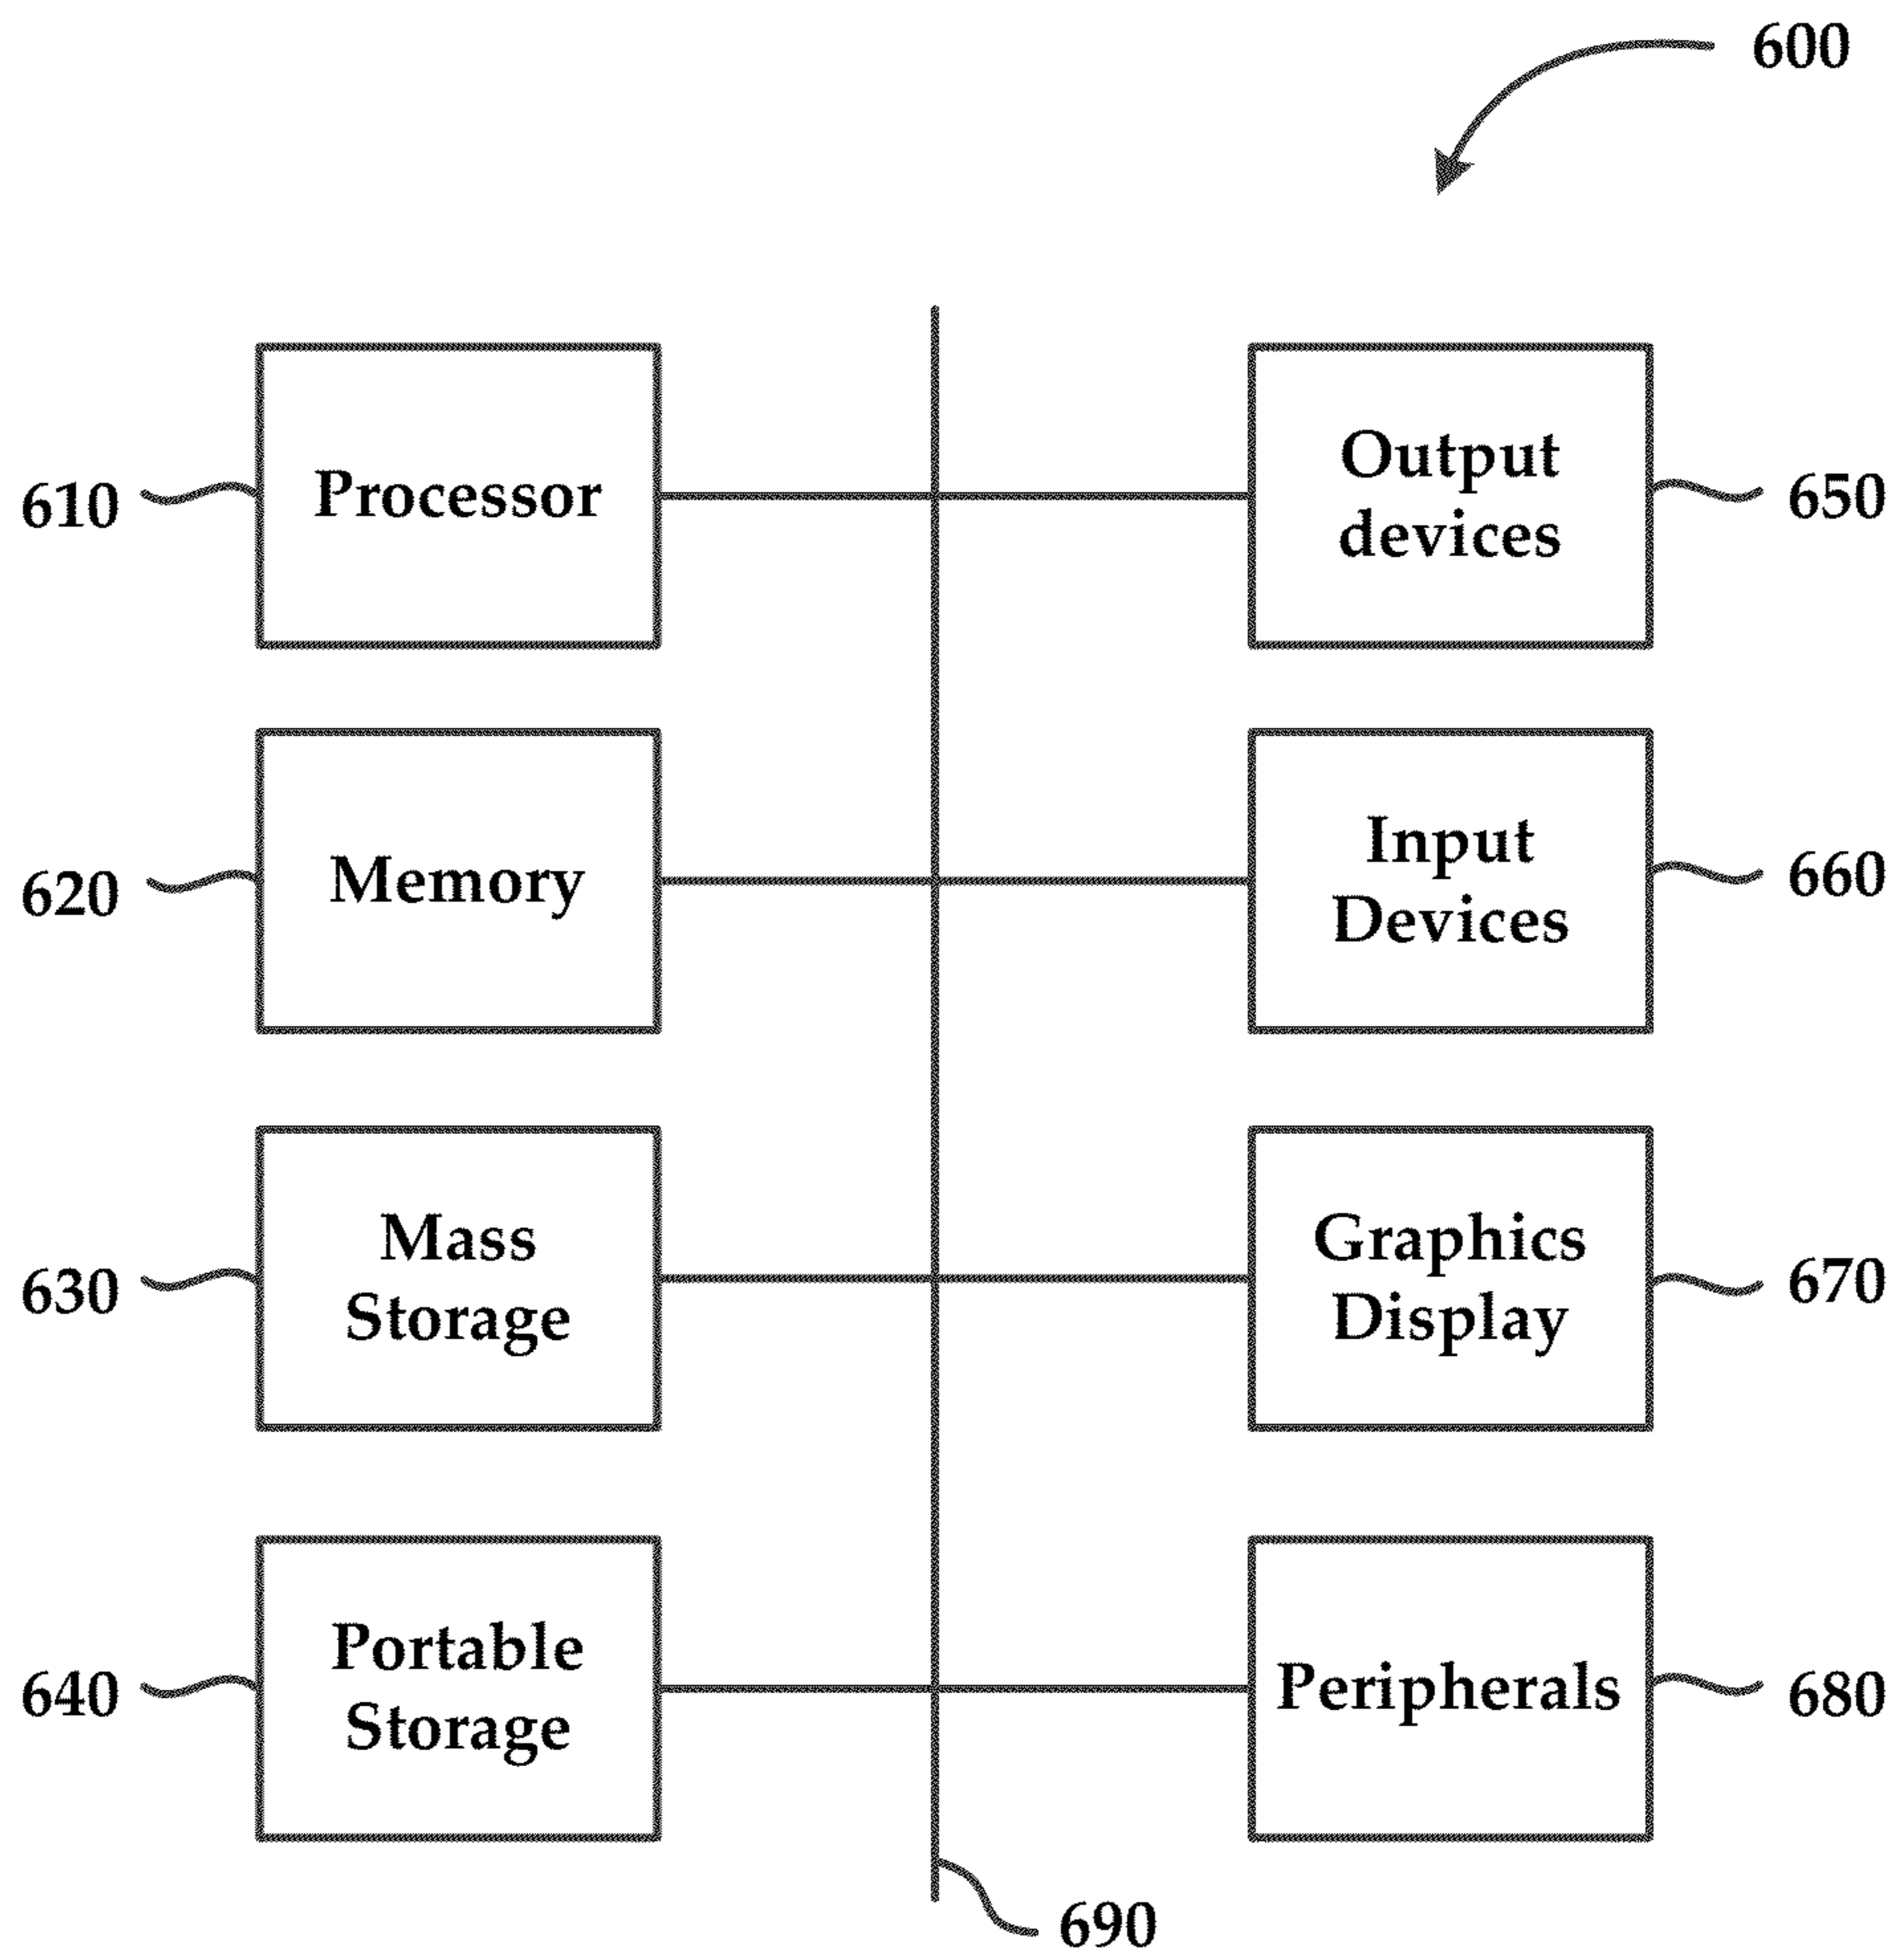 600
610
Processor
Output
devices
650
620
Memory
Input
Devices
660
630
Mass
Storage
Graphics
Display
670
640
Portable
Storage
Peripherals
680
690